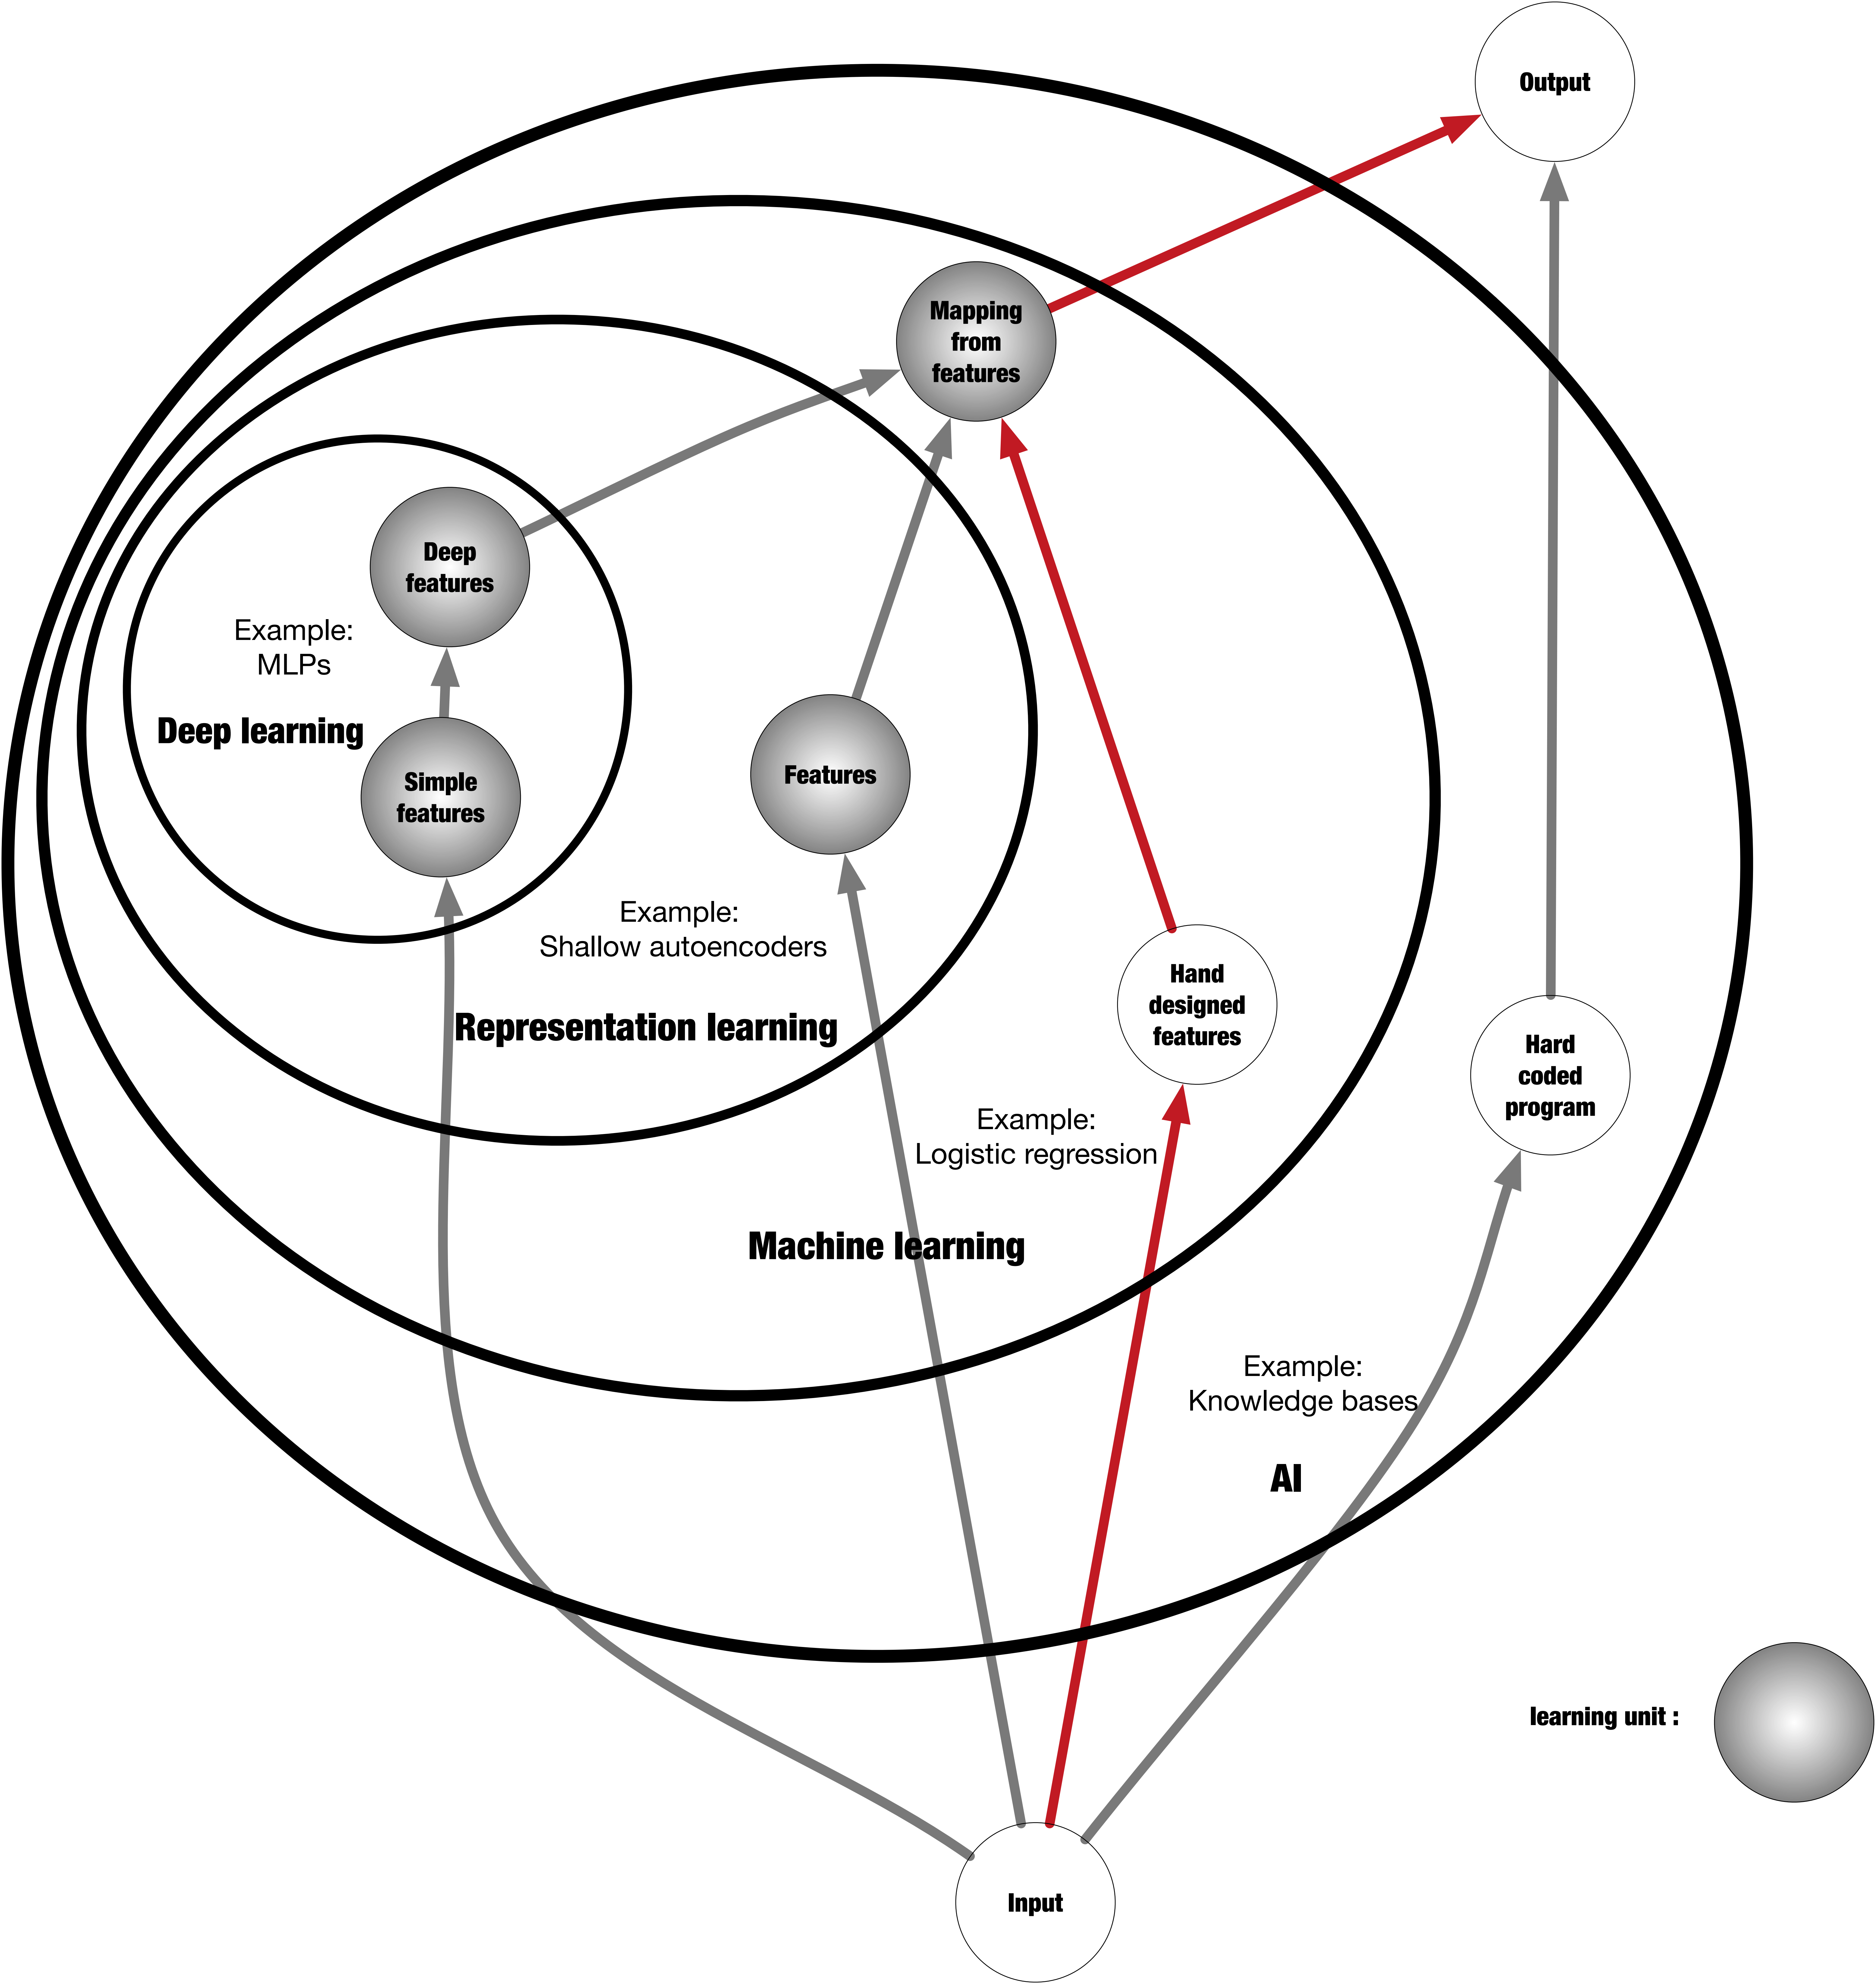 Output
Mapping
from
features
Deep
features
Example:
MLPs
Deep learning
Simple
features
Features
Example:
Shallow autoencoders
Representation learning
Hand
designed
features
Hard
coded
program
Example:
Logistic regression
Machine learning
Example:
Knowledge bases
AI
learning unit :
Input